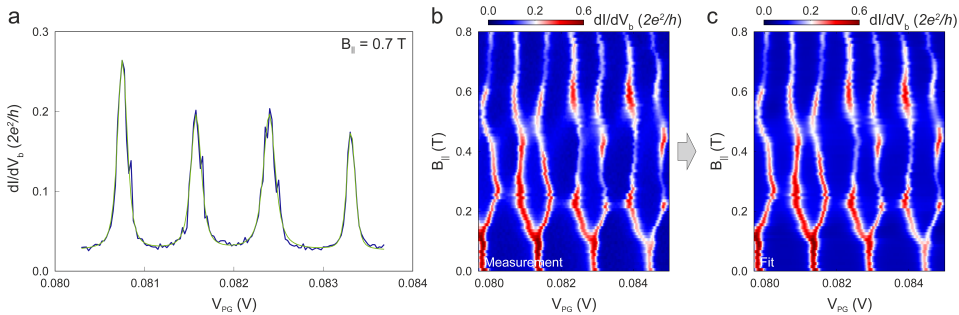 a
B|| = 0.7 T
dI/dVb (2e²/h)
0.3
0.2
0.1
0.0
0.080 0.081 0.082 0.083 0.084
VPG (V)
b
0.0 0.2 0.6
dI/dVb (2e²/h)
B|| (T)
0.8
0.6
0.4
0.2
0.0
Measurement
0.080 0.082 0.084
VPG (V)
c
0.0 0.2 0.6
dI/dVb (2e²/h)
B|| (T)
0.8
0.6
0.4
0.2
0.0
Fit
0.080 0.082 0.084
VPG (V)